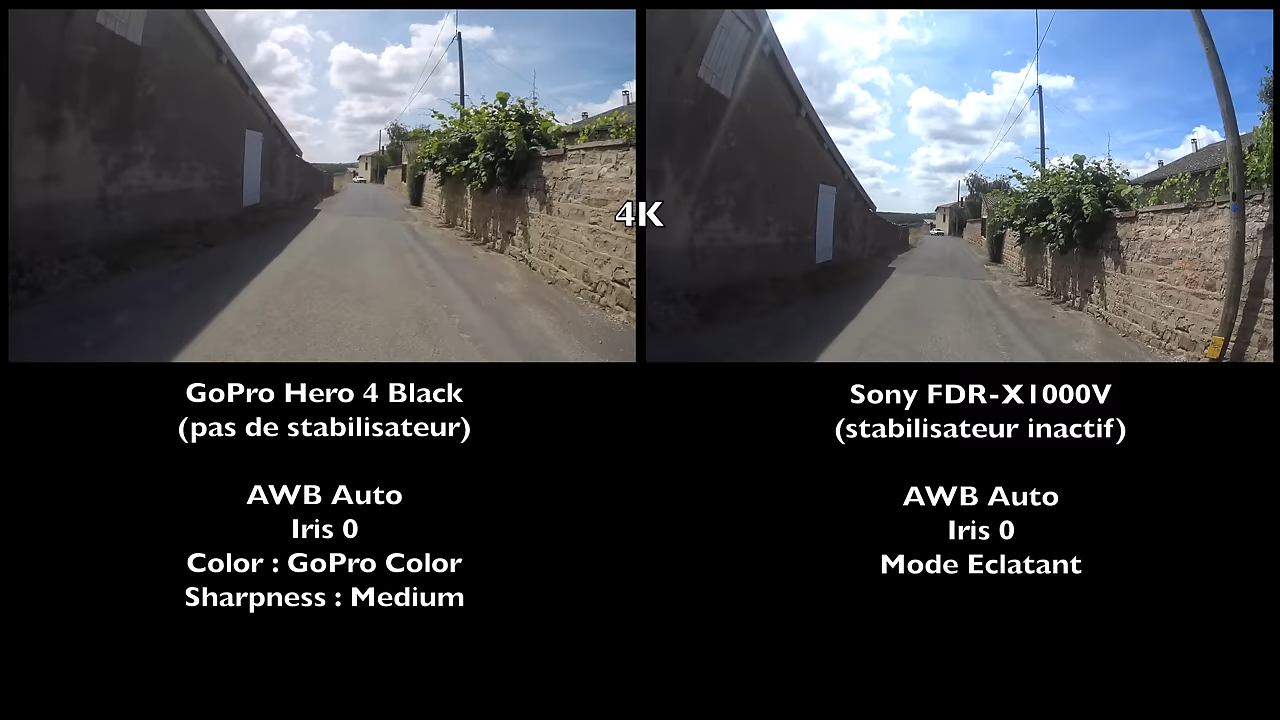 4K
GoPro Hero 4 Black
(pas de stabilisateur)
AWB Auto
Iris 0
Color : GoPro Color
Sharpness : Medium
Sony FDR-X1000V
(stabilisateur inactif)
AWB Auto
Iris 0
Mode Eclatant